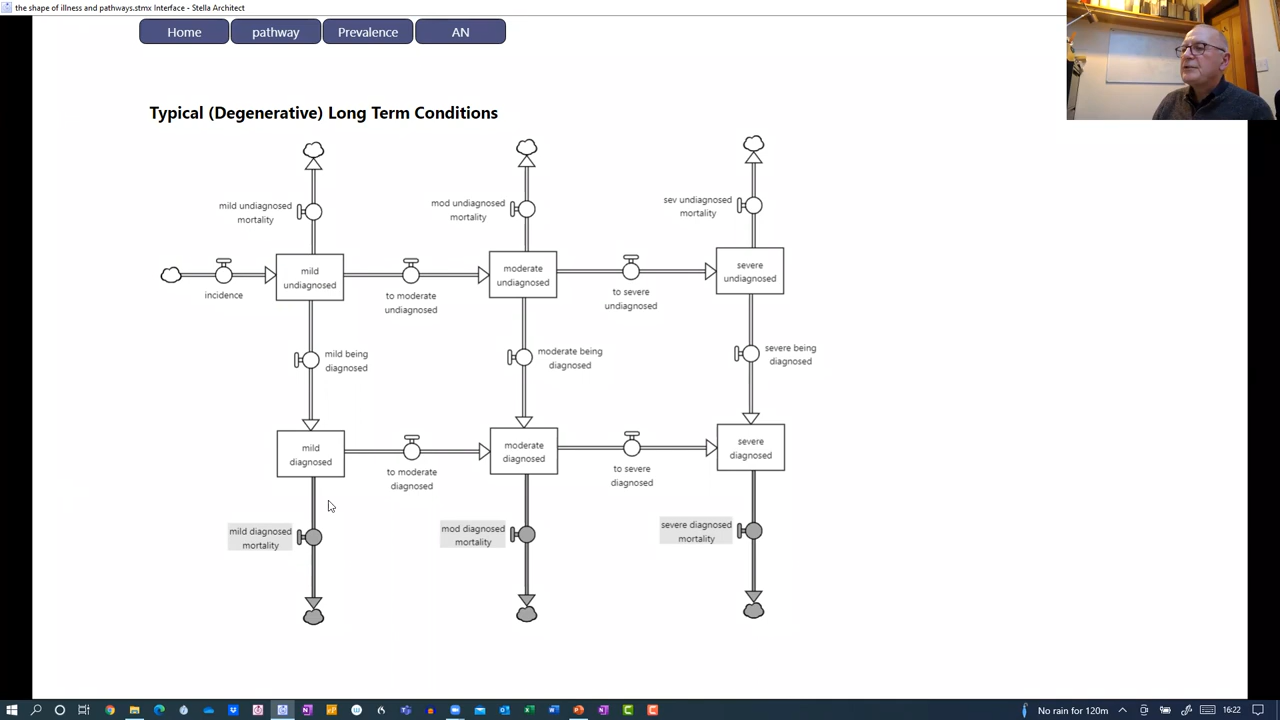 the shape of illness and pathways.stmx Interface - Stella Architect
Home
pathway
Prevalence
AN
Typical (Degenerative) Long Term Conditions
mild undiagnosed
mortality
mod undiagnosed
mortality
sev undiagnosed
mortality
incidence
mild
undiagnosed
to moderate
undiagnosed
moderate
undiagnosed
to severe
undiagnosed
severe
undiagnosed
mild being
diagnosed
moderate being
diagnosed
severe being
diagnosed
mild
diagnosed
to moderate
diagnosed
moderate
diagnosed
to severe
diagnosed
severe
diagnosed
mild diagnosed
mortality
mod diagnosed
mortality
severe diagnosed
mortality
No rain for 120m
16:22